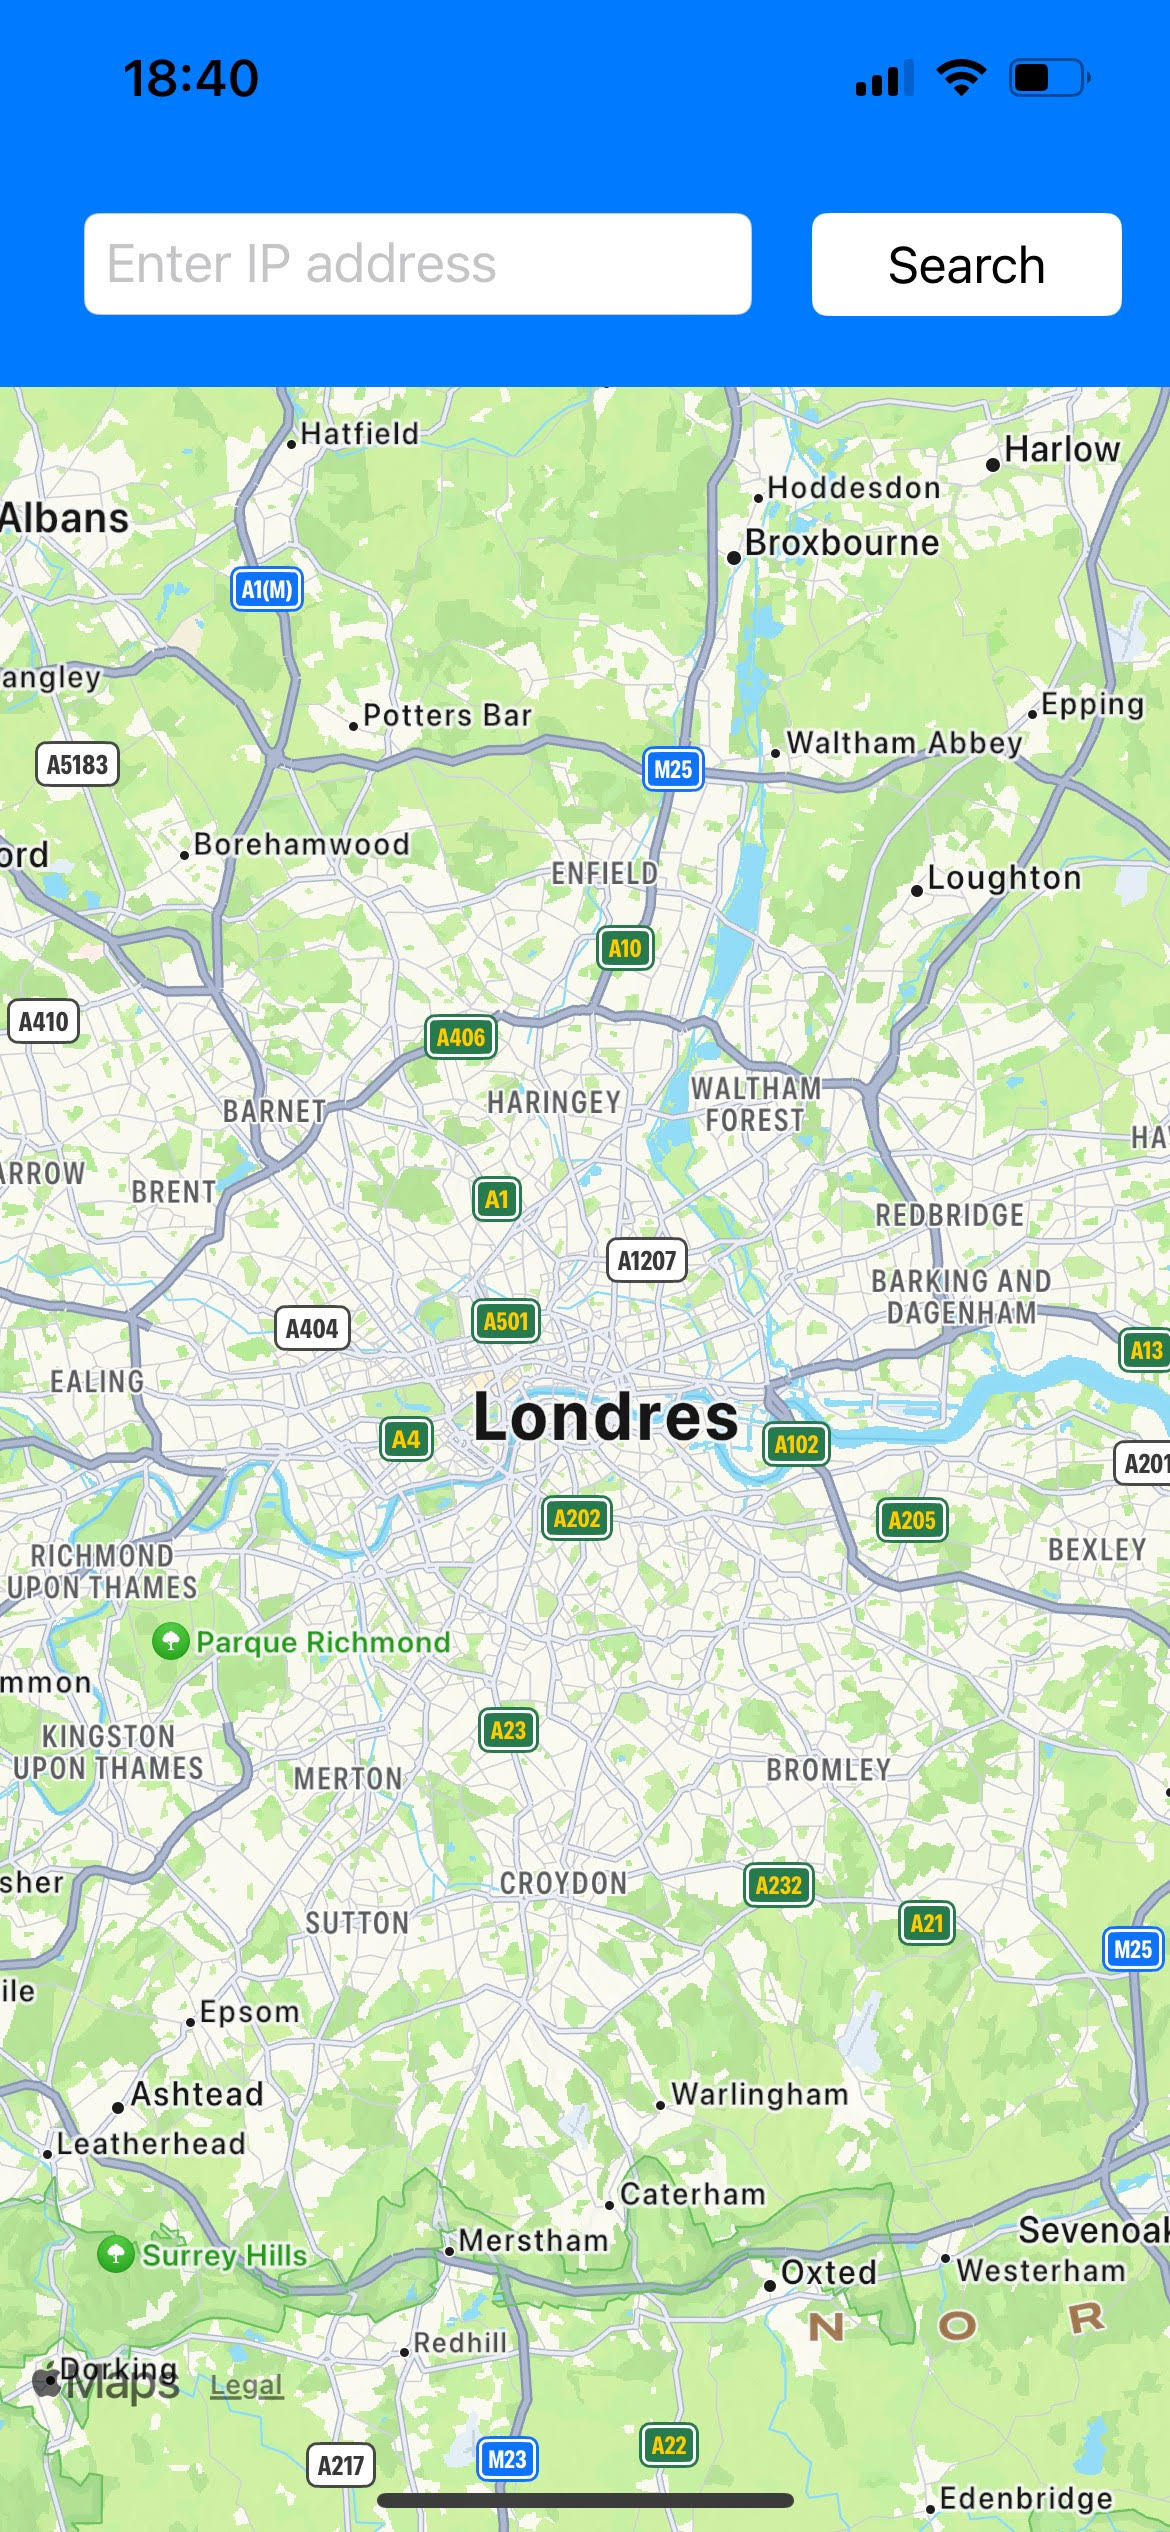 18:40
Enter IP address
Search
Hatfield
Harlow
Hoddesdon
Albans
Broxbourne
A1(M)
angley
Epping
Potters Bar
Waltham Abbey
A5183
M25
Borehamwood
ord
ENFIELD
Loughton
A10
A410
A406
BARNET
HARINGEY
WALTHAM
FOREST
HA
ARROW
BRENT
A1
REDBRIDGE
A1207
BARKING AND
DAGENHAM
A501
A404
A13
EALING
Londres
A4
A102
A201
A202
A205
RICHMOND
UPON THAMES
BEXLEY
Parque Richmond
mmon
KINGSTON
UPON THAMES
A23
MERTON
BROMLEY
sher
CROYDON
A232
SUTTON
A21
M25
ile
Epsom
Ashtead
Warlingham
Leatherhead
Caterham
Surrey Hills
Merstham
Sevenoak
Oxted
Westerham
N O R
Redhill
Dorking
Maps
Legal
A217
M23
A22
Edenbridge